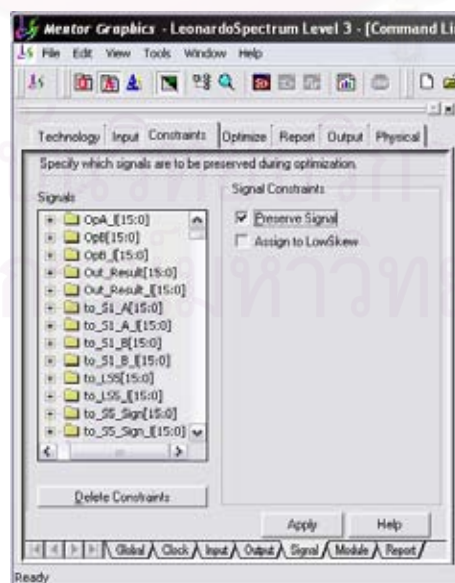 Mentor Graphics - LeonardoSpectrum Level 3 - [Command Li
File Edit View Tools Window Help
Technology Input Constraints Optimize Report Output Physical
Specify which signals are to be preserved during optimization.
Signals
Signal Constraints
OpA_I[15:0]
OpB[15:0]
OpB_I[15:0]
Out_Result[15:0]
Out_Result_I[15:0]
to_S1_A[15:0]
to_S1_A_I[15:0]
to_S1_B[15:0]
to_S1_B_I[15:0]
to_LSS[15:0]
to_LSS_I[15:0]
to_S5_Sign[15:0]
to_S5_Sign_I[15:0]
Preserve Signal
Assign to LowSkew
Delete Constraints
Apply Help
Global Clock Input Output Signal Module Report
Ready